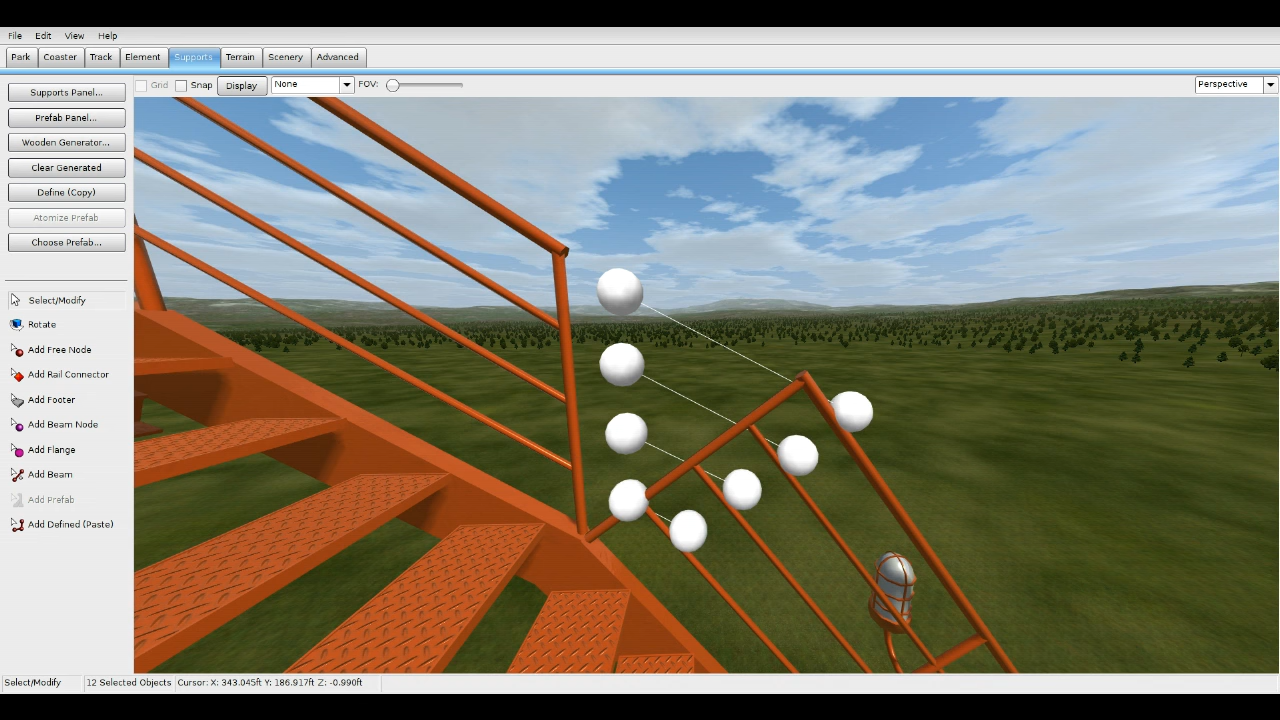 File Edit View Help
Park Coaster Track Element Supports Terrain Scenery Advanced
Grid Snap Display None FOV: Perspective
Supports Panel...
Prefab Panel...
Wooden Generator...
Clear Generated
Define (Copy)
Atomize Prefab
Choose Prefab...
Select/Modify
Rotate
Add Free Node
Add Rail Connector
Add Footer
Add Beam Node
Add Flange
Add Beam
Add Prefab
Add Defined (Paste)
Select/Modify 12 Selected Objects Cursor: X: 343.045ft Y: 186.917ft Z: -0.990ft